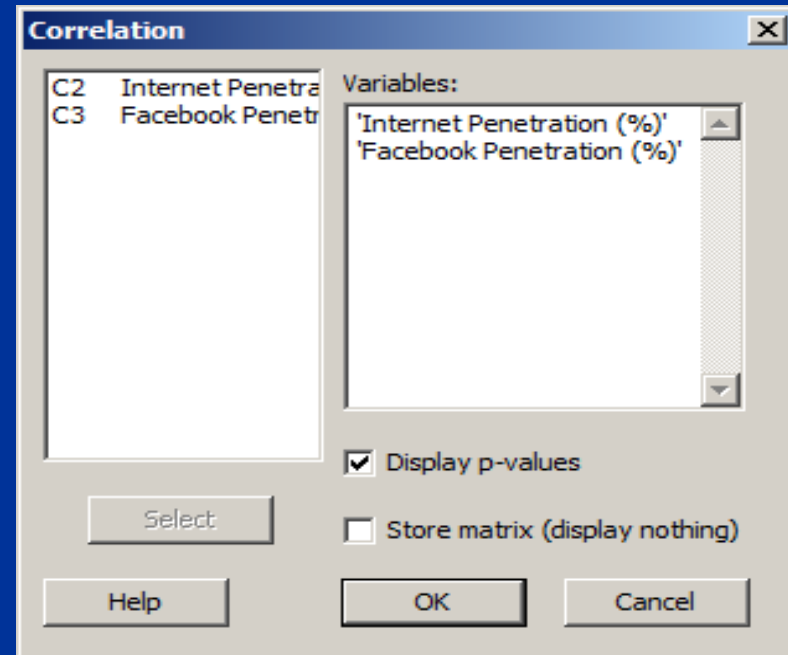 Correlation
C2 Internet Penetra
C3 Facebook Penetr
Variables:
'Internet Penetration (%)'
'Facebook Penetration (%)'
Display p-values
Select
Store matrix (display nothing)
Help
OK
Cancel